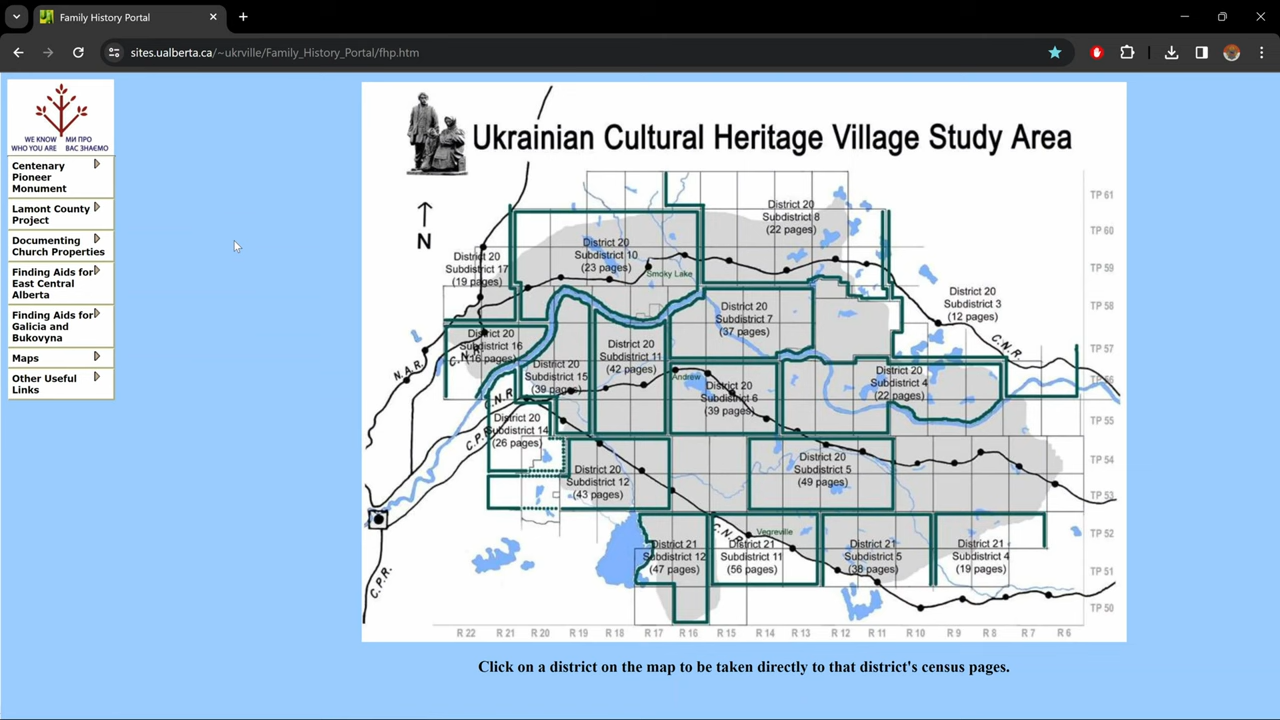 Family History Portal
sites.ualberta.ca/~ukrville/Family_History_Portal/fhp.htm
WE KNOW МИ ПРО
WHO YOU ARE ВАС ЗНАЄМО
Centenary
Pioneer
Monument
Lamont County
Project
Documenting
Church Properties
Finding Aids for
East Central
Alberta
Finding Aids for
Galicia and
Bukovyna
Maps
Other Useful
Links
Ukrainian Cultural Heritage Village Study Area
N
District 20
Subdistrict 8
(22 pages)
District 20
Subdistrict 10
(23 pages)
District 20
Subdistrict 17
(19 pages)
Smoky Lake
District 20
Subdistrict 3
(12 pages)
District 20
Subdistrict 7
(37 pages)
District 20
Subdistrict 16
(16 pages)
District 20
Subdistrict 11
(42 pages)
District 20
Subdistrict 15
(39 pages)
Andrew
District 20
Subdistrict 6
(39 pages)
District 20
Subdistrict 4
(22 pages)
District 20
Subdistrict 14
(26 pages)
District 20
Subdistrict 12
(43 pages)
District 20
Subdistrict 5
(49 pages)
Vegreville
District 21
Subdistrict 12
(47 pages)
District 21
Subdistrict 11
(56 pages)
District 21
Subdistrict 5
(38 pages)
District 21
Subdistrict 4
(19 pages)
N.A.R.
C.N.R.
C.N.R.
C.N.R.
C.P.R.
C.N.R.
C.P.R.
TP 61
TP 60
TP 59
TP 58
TP 57
TP 56
TP 55
TP 54
TP 53
TP 52
TP 51
TP 50
R 22 R 21 R 20 R 19 R 18 R 17 R 16 R 15 R 14 R 13 R 12 R 11 R 10 R 9 R 8 R 7 R 6
Click on a district on the map to be taken directly to that district's census pages.